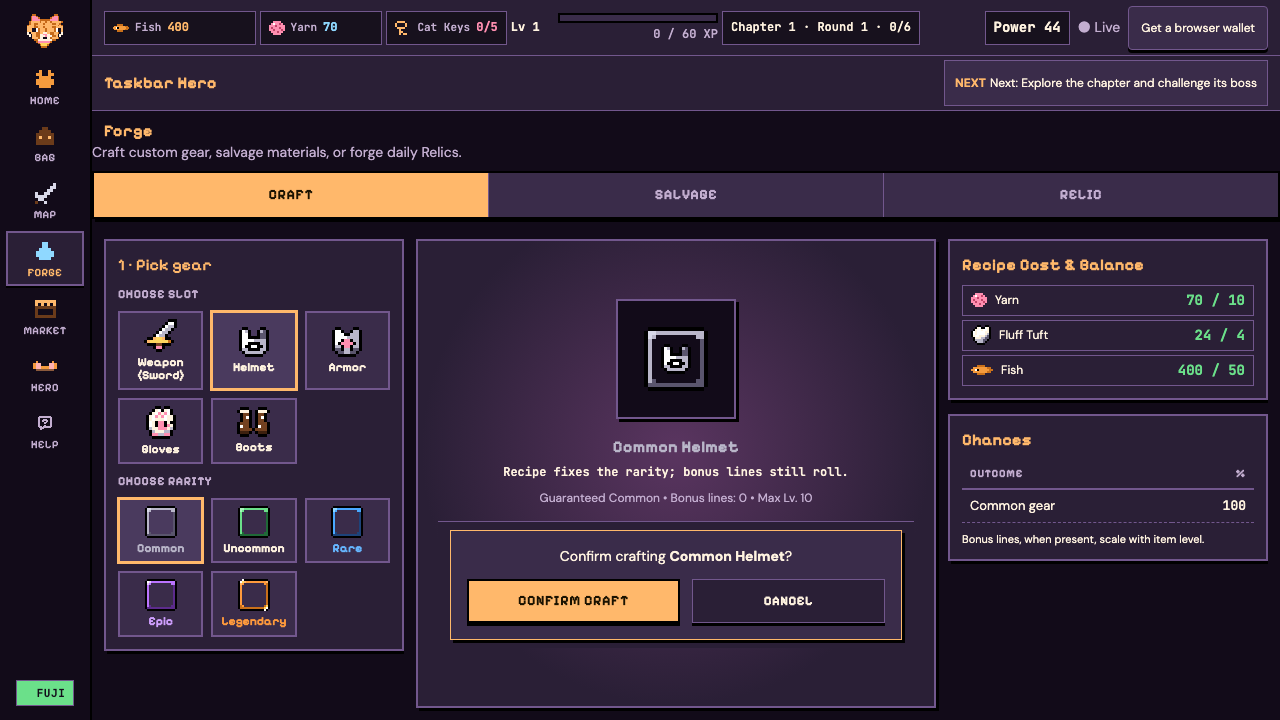 Fish 400
Yarn 70
Cat Keys 0/5
Lv 1
0 / 60 XP
Chapter 1 · Round 1 · 0/6
Power 44
Live
Get a browser wallet
HOME
BAG
MAP
FORGE
MARKET
HERO
HELP
FUJI
Taskbar Hero
NEXT Next: Explore the chapter and challenge its boss
Forge
Craft custom gear, salvage materials, or forge daily Relics.
CRAFT
SALVAGE
RELIC
1 · Pick gear
CHOOSE SLOT
Weapon
(Sword)
Helmet
Armor
Gloves
Boots
CHOOSE RARITY
Common
Uncommon
Rare
Epic
Legendary
Common Helmet
Recipe fixes the rarity; bonus lines still roll.
Guaranteed Common • Bonus lines: 0 • Max Lv. 10
Confirm crafting Common Helmet?
CONFIRM CRAFT
CANCEL
Recipe Cost & Balance
Yarn 70 / 10
Fluff Tuft 24 / 4
Fish 400 / 50
Chances
OUTCOME %
Common gear 100
Bonus lines, when present, scale with item level.